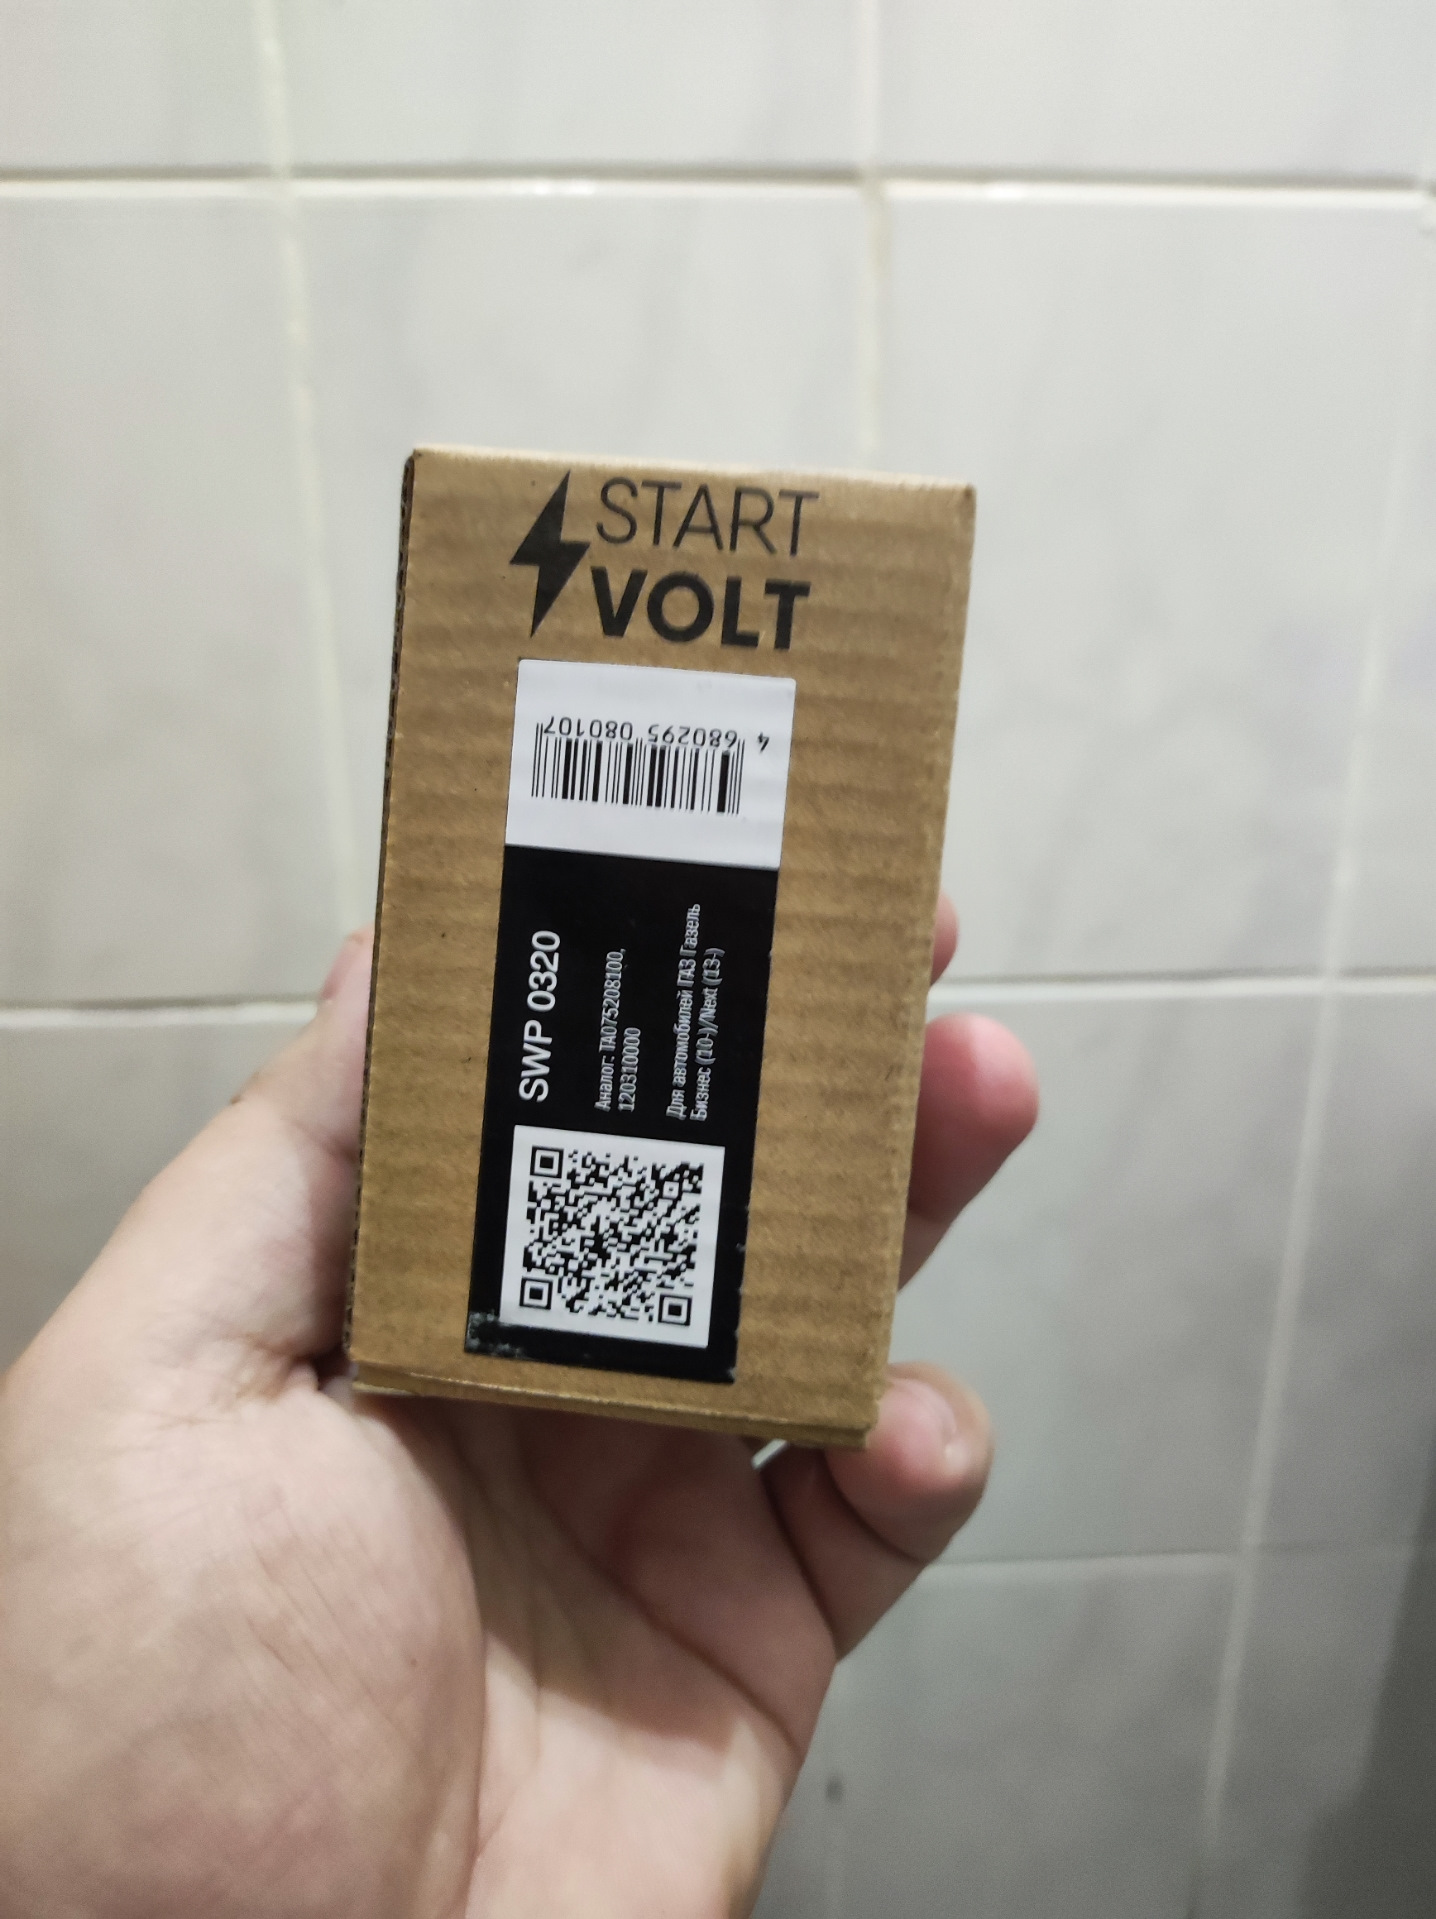 START
VOLT
4 680295 080107
SWP 0320
Аналог: TA075208100,
120310000
Для автомобилей ГАЗ Газель
Бизнес (10-)/Next (13-)